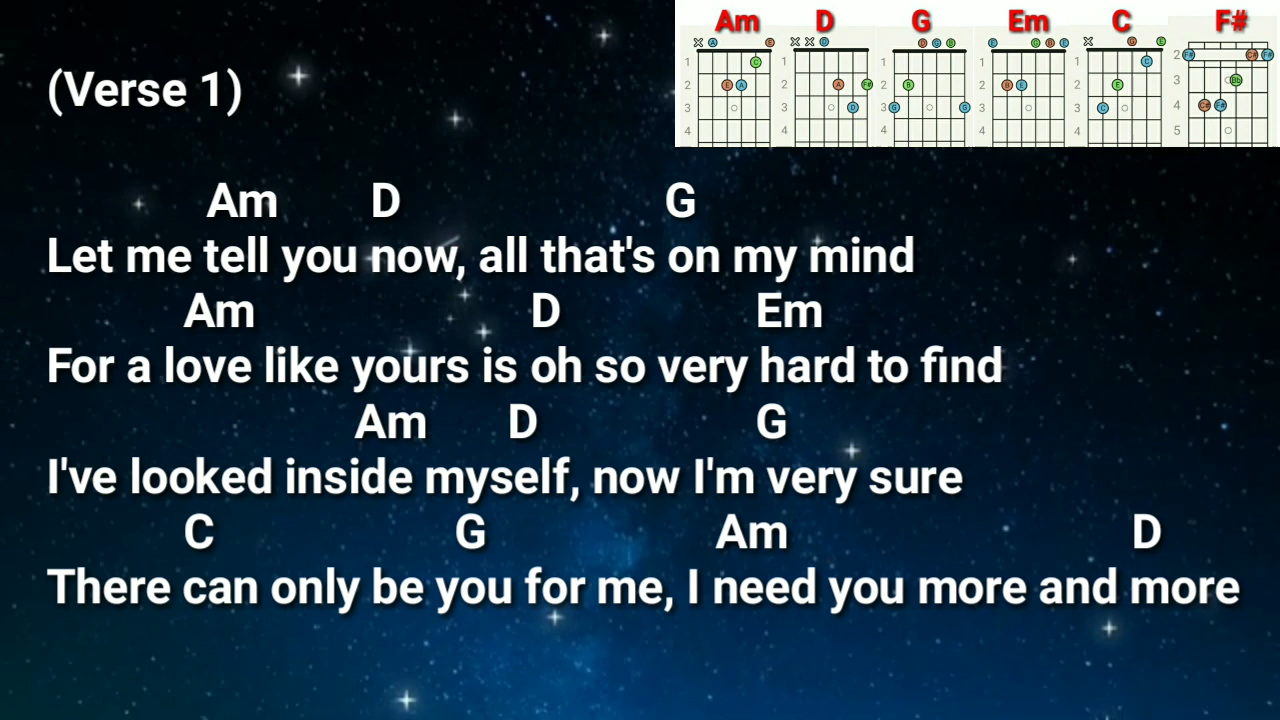 Am D G Em C F#
(Verse 1)
Am D G
Let me tell you now, all that's on my mind
Am D Em
For a love like yours is oh so very hard to find
Am D G
I've looked inside myself, now I'm very sure
C G Am D
There can only be you for me, I need you more and more